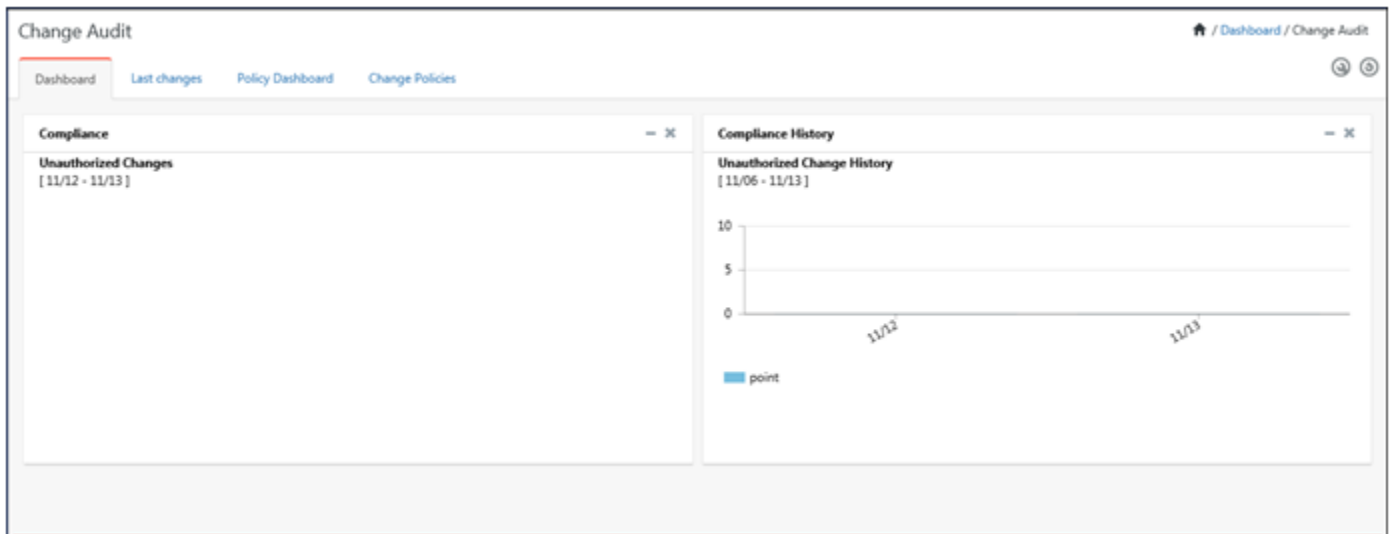 Change Audit
/ Dashboard / Change Audit
Dashboard
Last changes
Policy Dashboard
Change Policies
Compliance
Unauthorized Changes
[ 11/12 - 11/13 ]
Compliance History
Unauthorized Change History
[ 11/06 - 11/13 ]
10
5
0
11/12
11/13
point